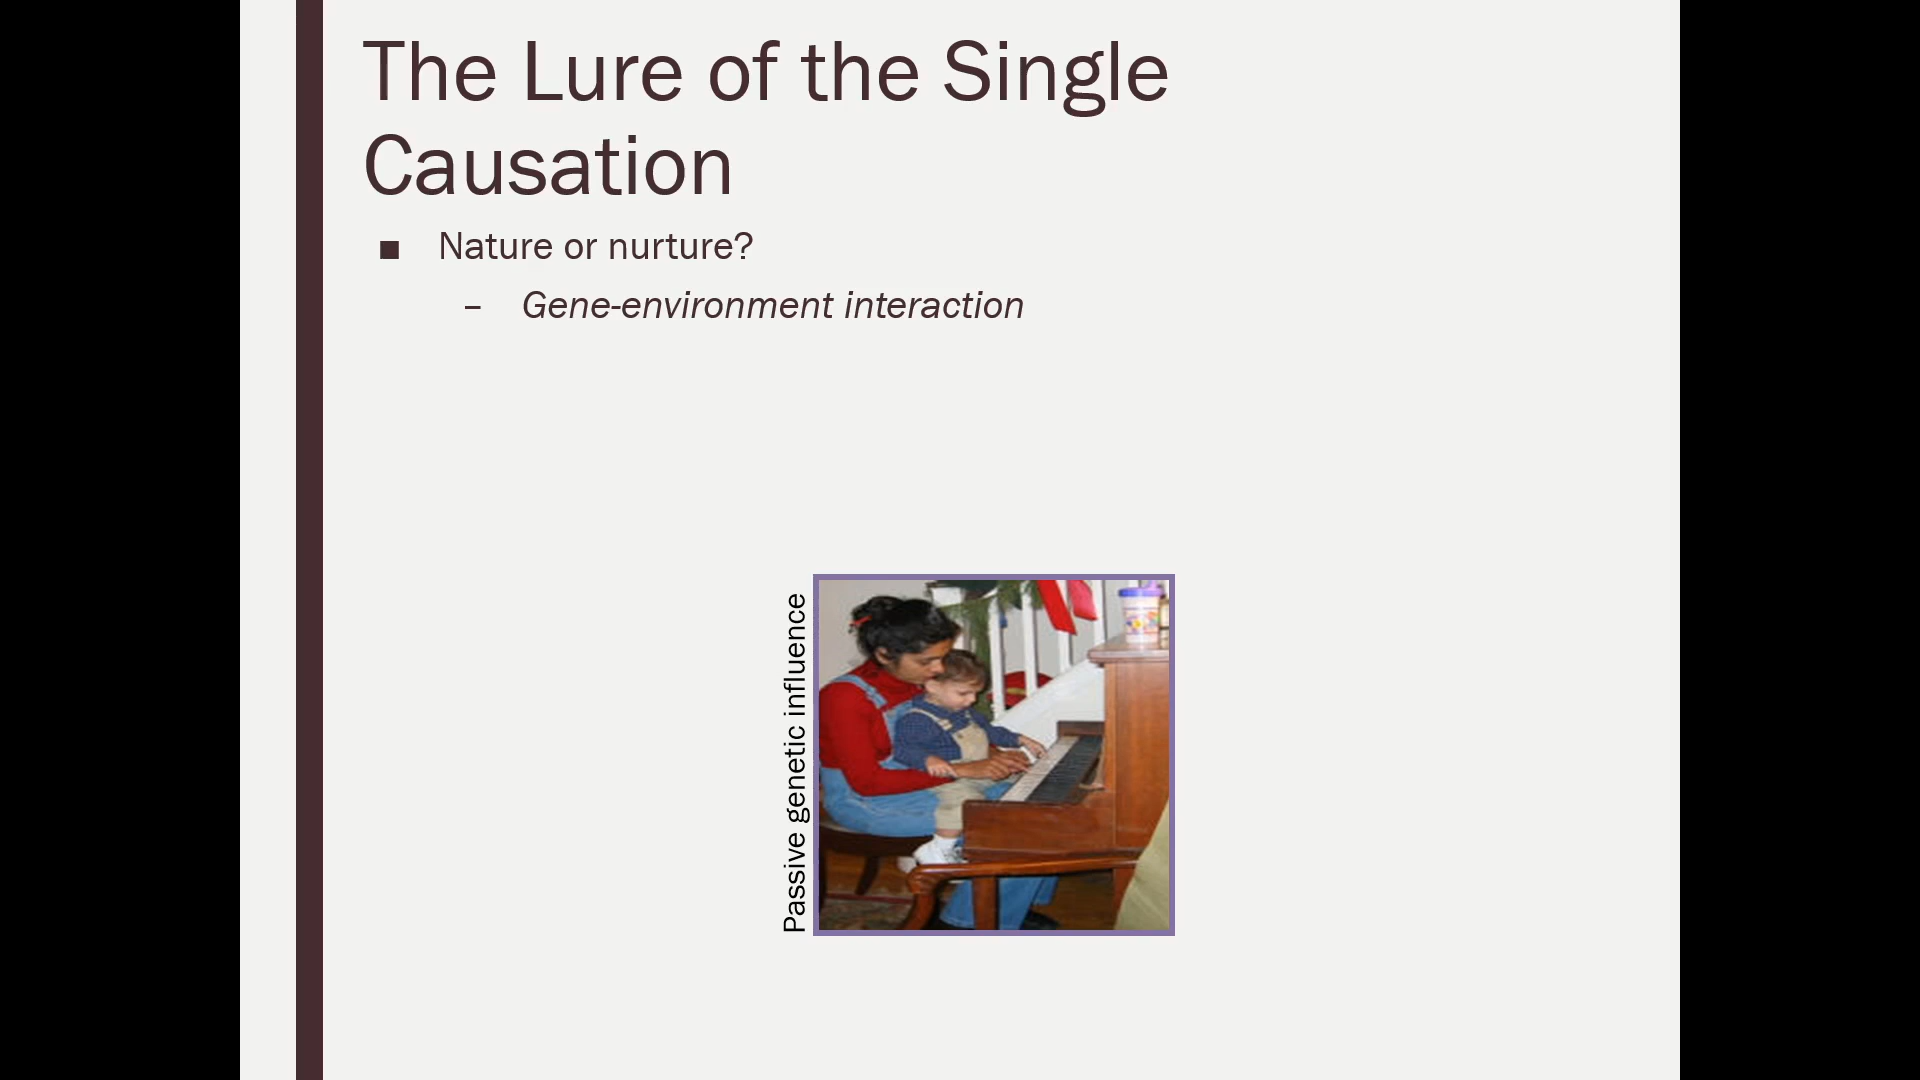 The Lure of the Single
Causation
■ Nature or nurture?
– Gene-environment interaction
Passive genetic influence